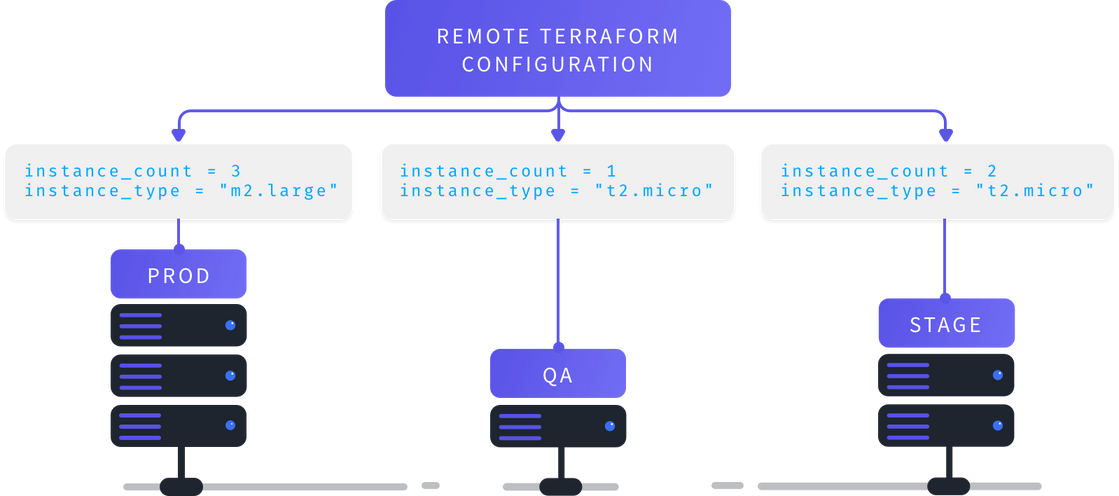 REMOTE TERRAFORM
CONFIGURATION
instance_count = 3
instance_type = "m2.large"
instance_count = 1
instance_type = "t2.micro"
instance_count = 2
instance_type = "t2.micro"
PROD
STAGE
QA